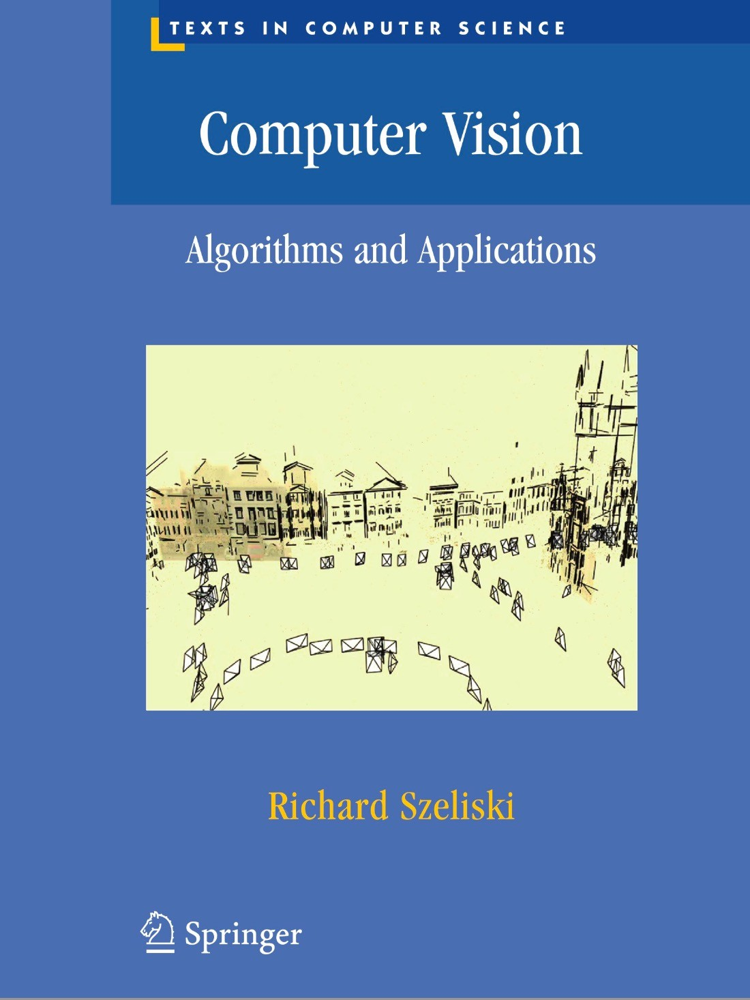 TEXTS IN COMPUTER SCIENCE
Computer Vision
Algorithms and Applications
Richard Szeliski
Springer